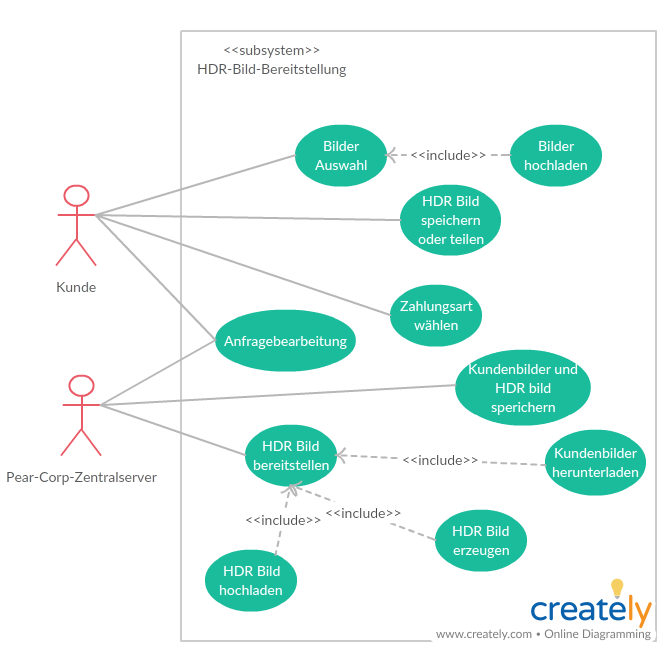 <<subsystem>>
HDR-Bild-Bereitstellung
Bilder
Auswahl
<<include>>
Bilder
hochladen
HDR Bild
speichern
oder teilen
Kunde
Zahlungsart
wählen
Anfragebearbeitung
Kundenbilder und
HDR bild
sperichern
Pear-Corp-Zentralserver
HDR Bild
bereitstellen
<<include>>
Kundenbilder
herunterladen
<<include>>
<<include>>
HDR Bild
erzeugen
HDR Bild
hochladen
creately
www.creately.com • Online Diagramming